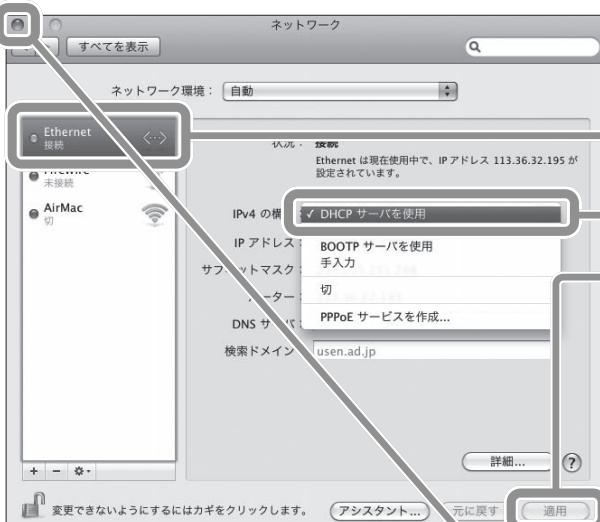 ネットワーク
すべてを表示
ネットワーク環境： 自動
Ethernet
接続
状況： 接続
Ethernet は現在使用中で、IP アドレス 113.36.32.195 が
設定されています。
FireWire
未接続
AirMac
切
IPv4 の構
✓ DHCP サーバを使用
BOOTP サーバを使用
手入力
切
PPPoE サービスを作成...
IP アドレス：
サブネットマスク：
ルーター：
DNS サーバ：
検索ドメイン
usen.ad.jp
詳細... ?
+ −
変更できないようにするにはカギをクリックします。
アシスタント... 元に戻す 適用